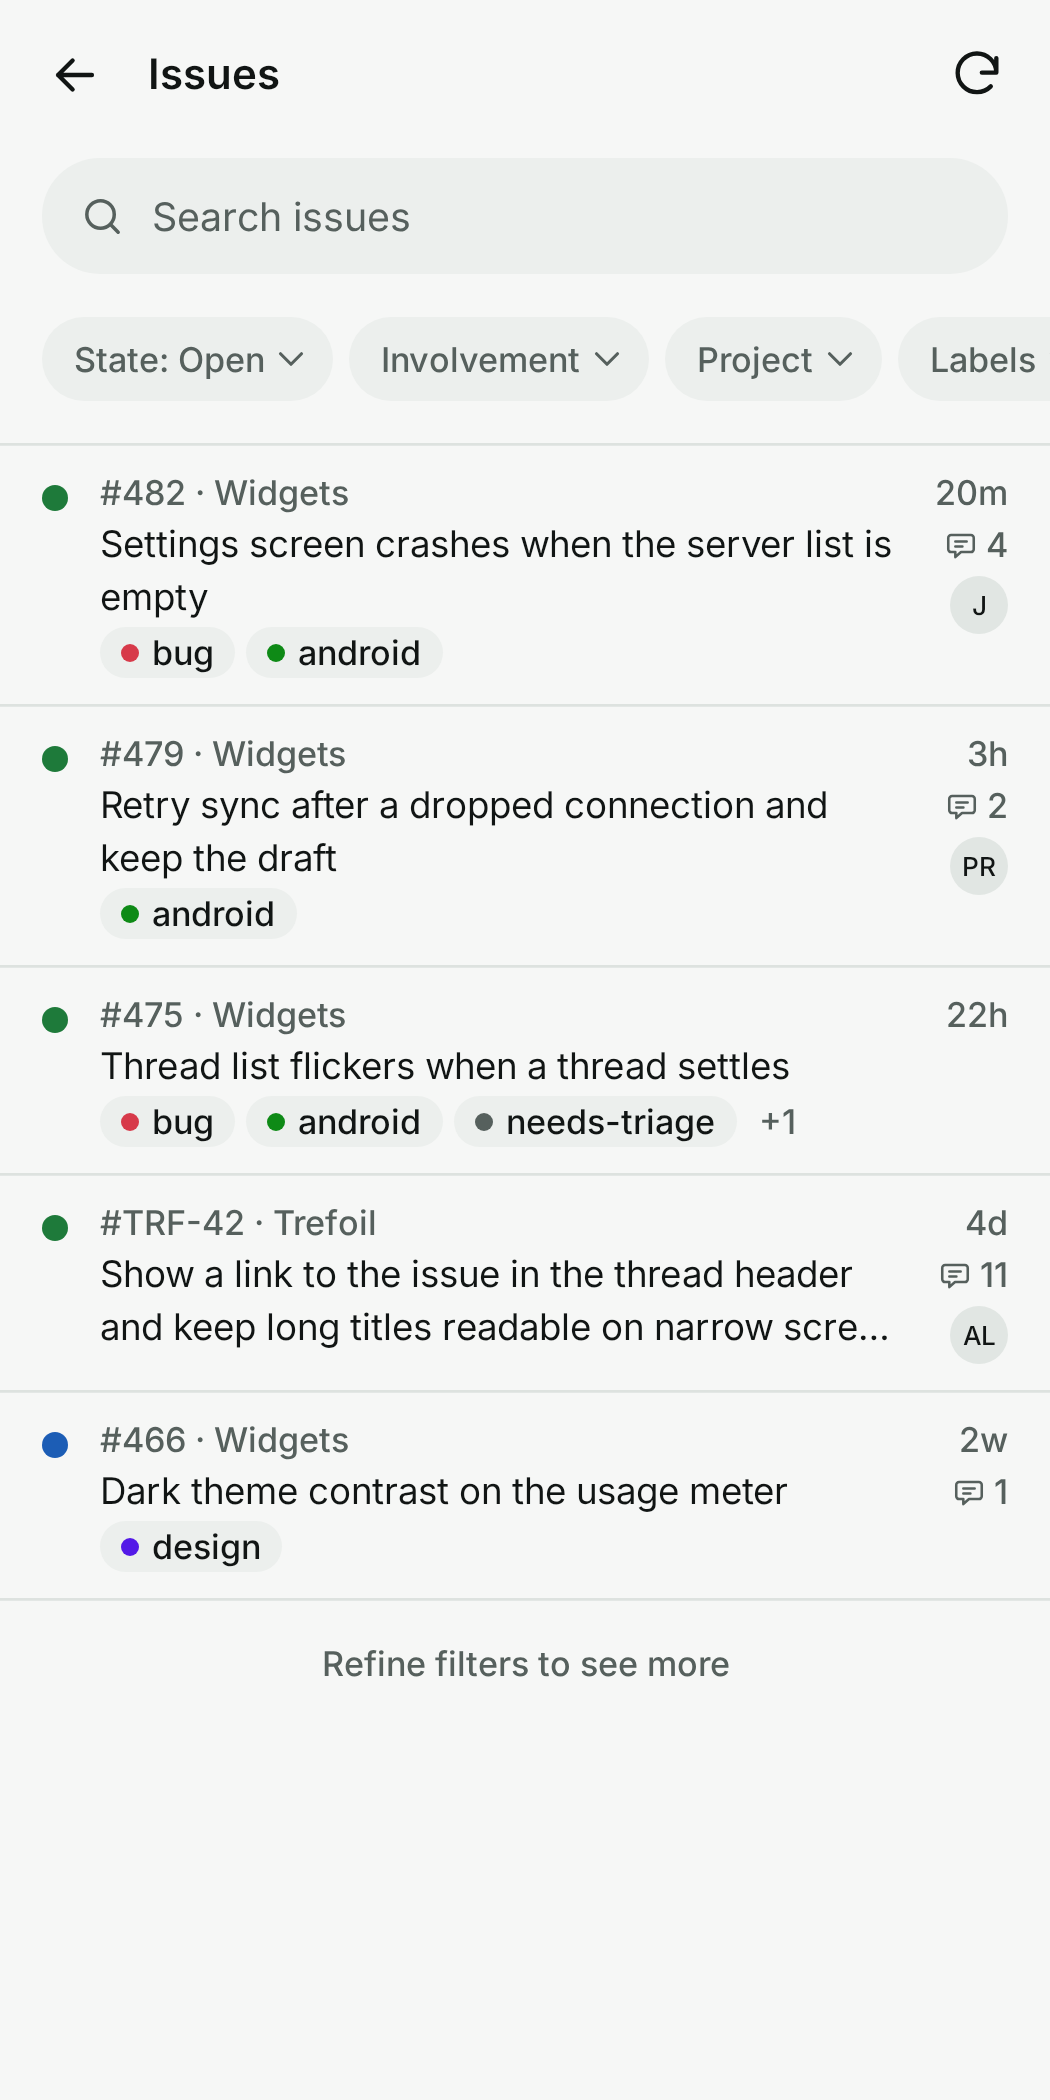 Issues
Search issues
State: Open
Involvement
Project
Labels
#482 · Widgets
20m
Settings screen crashes when the server list is
empty
4
J
bug
android
#479 · Widgets
3h
Retry sync after a dropped connection and
keep the draft
2
PR
android
#475 · Widgets
22h
Thread list flickers when a thread settles
bug
android
needs-triage
+1
#TRF-42 · Trefoil
4d
Show a link to the issue in the thread header
and keep long titles readable on narrow scre...
11
AL
#466 · Widgets
2w
Dark theme contrast on the usage meter
1
design
Refine filters to see more